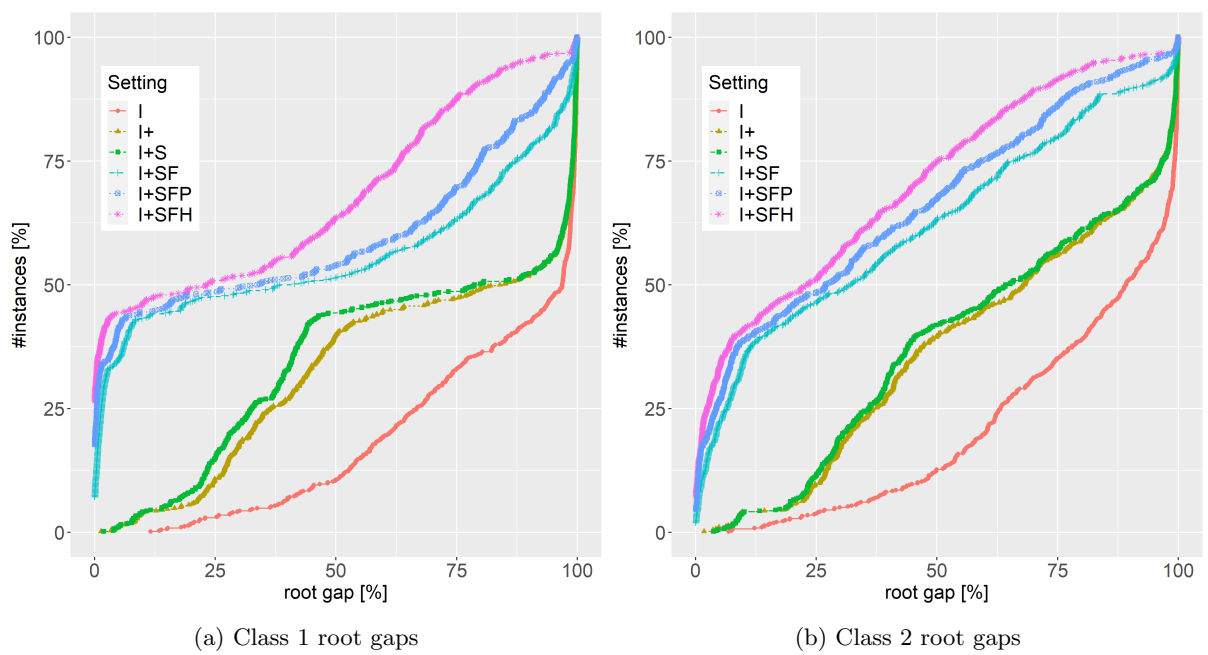 100
75
50
25
0
#instances [%]
Setting
I
I+
I+S
I+SF
I+SFP
I+SFH
0 25 50 75 100
root gap [%]
(a) Class 1 root gaps
100
75
50
25
0
#instances [%]
Setting
I
I+
I+S
I+SF
I+SFP
I+SFH
0 25 50 75 100
root gap [%]
(b) Class 2 root gaps